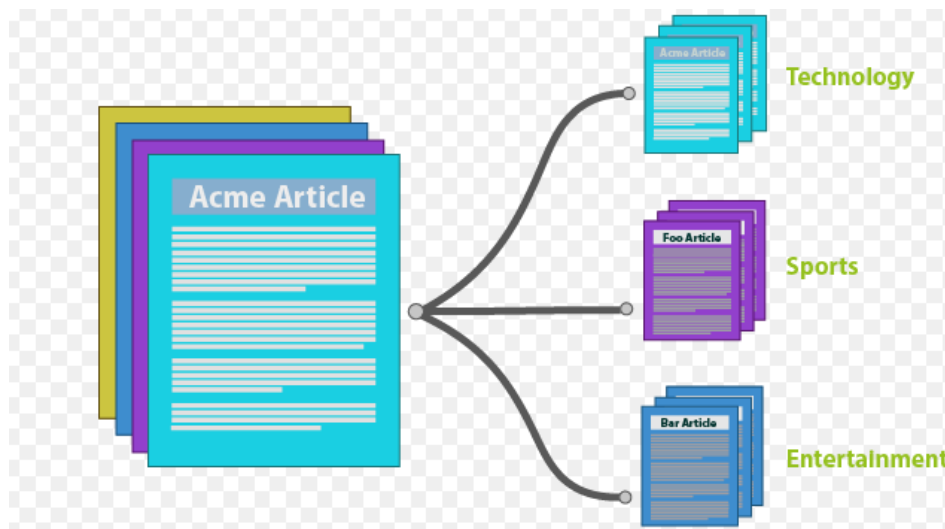 Acme Article
Acme Article
Technology
Foo Article
Sports
Bar Article
Entertainment